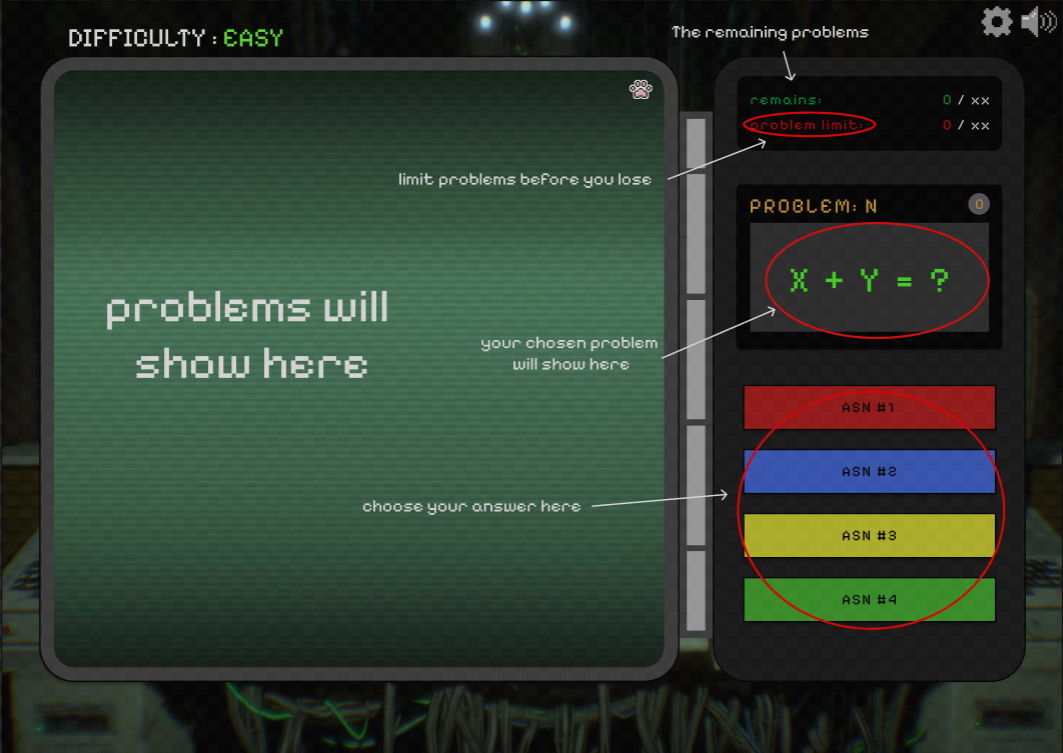 DIFFICULTY : EASY
The remaining problems
remains: 0 / xx
problem limit: 0 / xx
limit problems before you lose
PROBLEM: N 0
X + Y = ?
problems will
show here
your chosen problem
will show here
ASN #1
ASN #2
choose your answer here
ASN #3
ASN #4